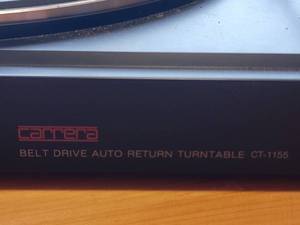 carrera
BELT DRIVE AUTO RETURN TURNTABLE CT-1155